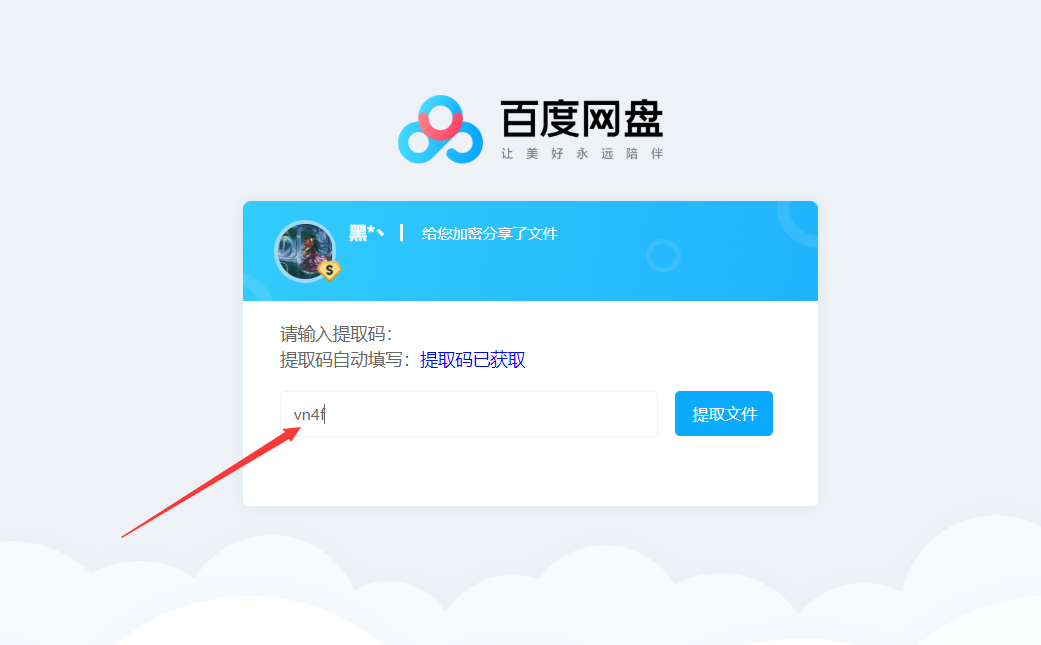 百度网盘
让美好永远陪伴
黑*丶 | 给您加密分享了文件
S
请输入提取码：
提取码自动填写：提取码已获取
vn4f
提取文件